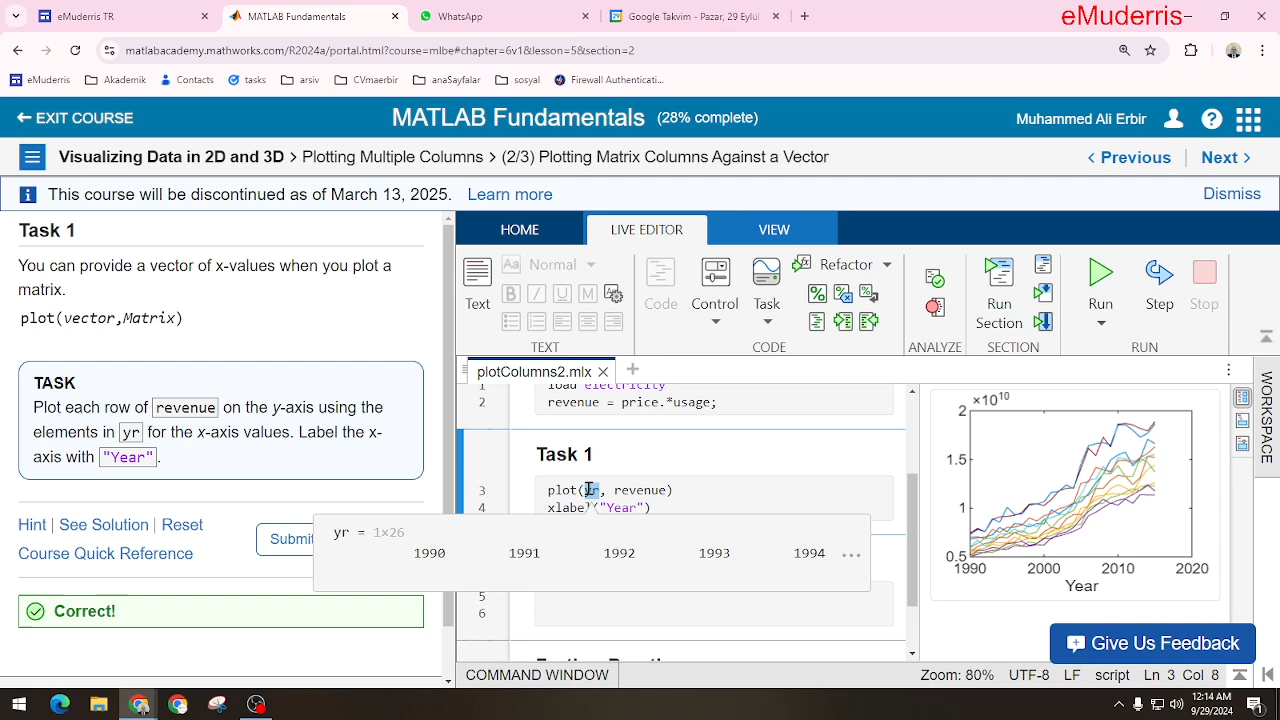 eMuderris TR
MATLAB Fundamentals
WhatsApp
Google Takvim - Pazar, 29 Eylül
eMuderris
matlabacademy.mathworks.com/R2024a/portal.html?course=mlbe#chapter=6v1&lesson=5&section=2
eMuderris
Akademik
Contacts
tasks
arsiv
CVmaerbir
anaSayfalar
sosyal
Firewall Authenticati...
EXIT COURSE
MATLAB Fundamentals (28% complete)
Muhammed Ali Erbir
Visualizing Data in 2D and 3D > Plotting Multiple Columns > (2/3) Plotting Matrix Columns Against a Vector
< Previous
Next >
This course will be discontinued as of March 13, 2025. Learn more
Dismiss
Task 1
You can provide a vector of x-values when you plot a
matrix.
plot(vector,Matrix)
TASK
Plot each row of revenue on the y-axis using the
elements in yr for the x-axis values. Label the x-
axis with "Year".
Hint | See Solution | Reset
Submit
Course Quick Reference
Correct!
HOME
LIVE EDITOR
VIEW
Text
Aa Normal
B I U M
TEXT
Code
Control
Task
Refactor
CODE
ANALYZE
Run
Section
SECTION
Run
Step
Stop
RUN
plotColumns2.mlx
1 load electricity
2 revenue = price.*usage;
Task 1
3 plot(yr, revenue)
4 xlabel("Year")
yr = 1×26
1990 1991 1992 1993 1994 ...
5
6
×10^10
2
1.5
1
0.5
1990 2000 2010 2020
Year
WORKSPACE
Give Us Feedback
COMMAND WINDOW
Zoom: 80% UTF-8 LF script Ln 3 Col 8
12:14 AM
9/29/2024